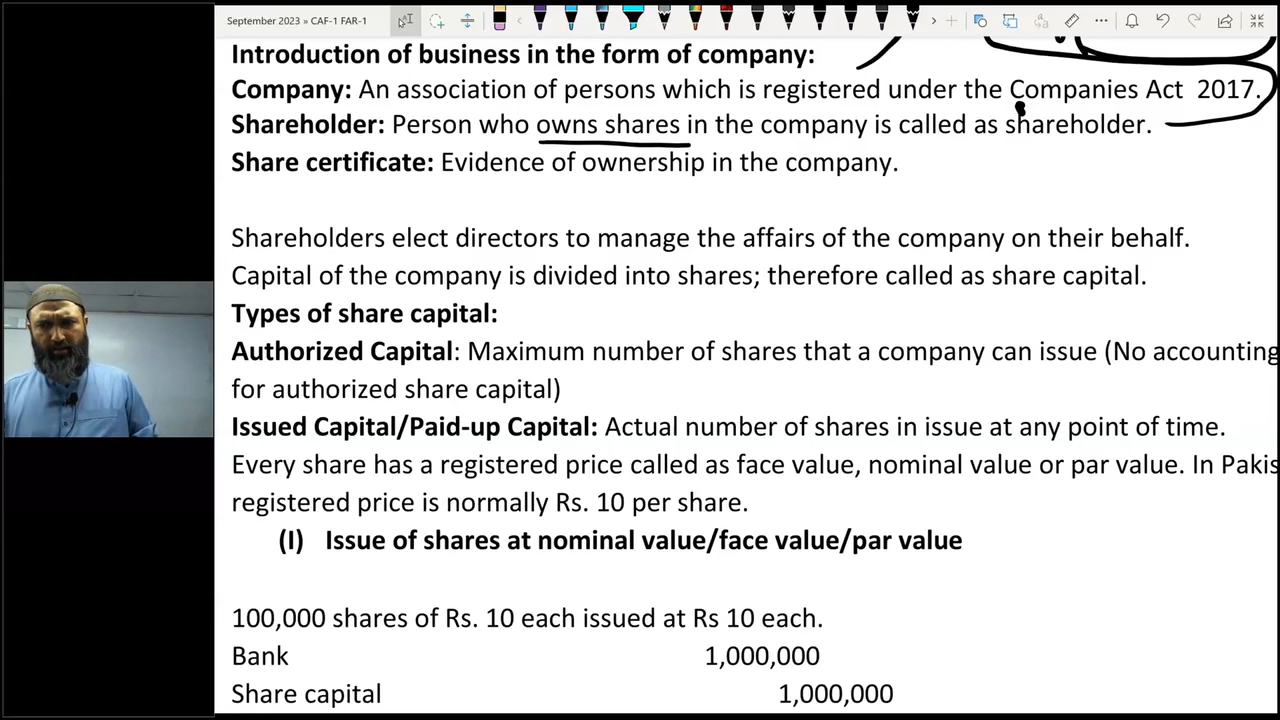 September 2023 » CAF-1 FAR-1
Introduction of business in the form of company:
Company: An association of persons which is registered under the Companies Act 2017.
Shareholder: Person who owns shares in the company is called as shareholder.
Share certificate: Evidence of ownership in the company.
Shareholders elect directors to manage the affairs of the company on their behalf.
Capital of the company is divided into shares; therefore called as share capital.
Types of share capital:
Authorized Capital: Maximum number of shares that a company can issue (No accounting
for authorized share capital)
Issued Capital/Paid-up Capital: Actual number of shares in issue at any point of time.
Every share has a registered price called as face value, nominal value or par value. In Pakis
registered price is normally Rs. 10 per share.
(I) Issue of shares at nominal value/face value/par value
100,000 shares of Rs. 10 each issued at Rs 10 each.
Bank 1,000,000
Share capital 1,000,000